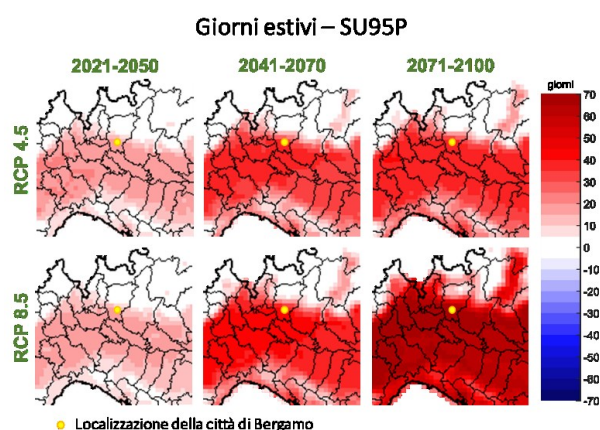 Giorni estivi – SU95P
2021-2050 2041-2070 2071-2100
giorni
RCP 4.5
RCP 8.5
70
60
50
40
30
20
10
0
-10
-20
-30
-40
-50
-60
-70
Localizzazione della città di Bergamo